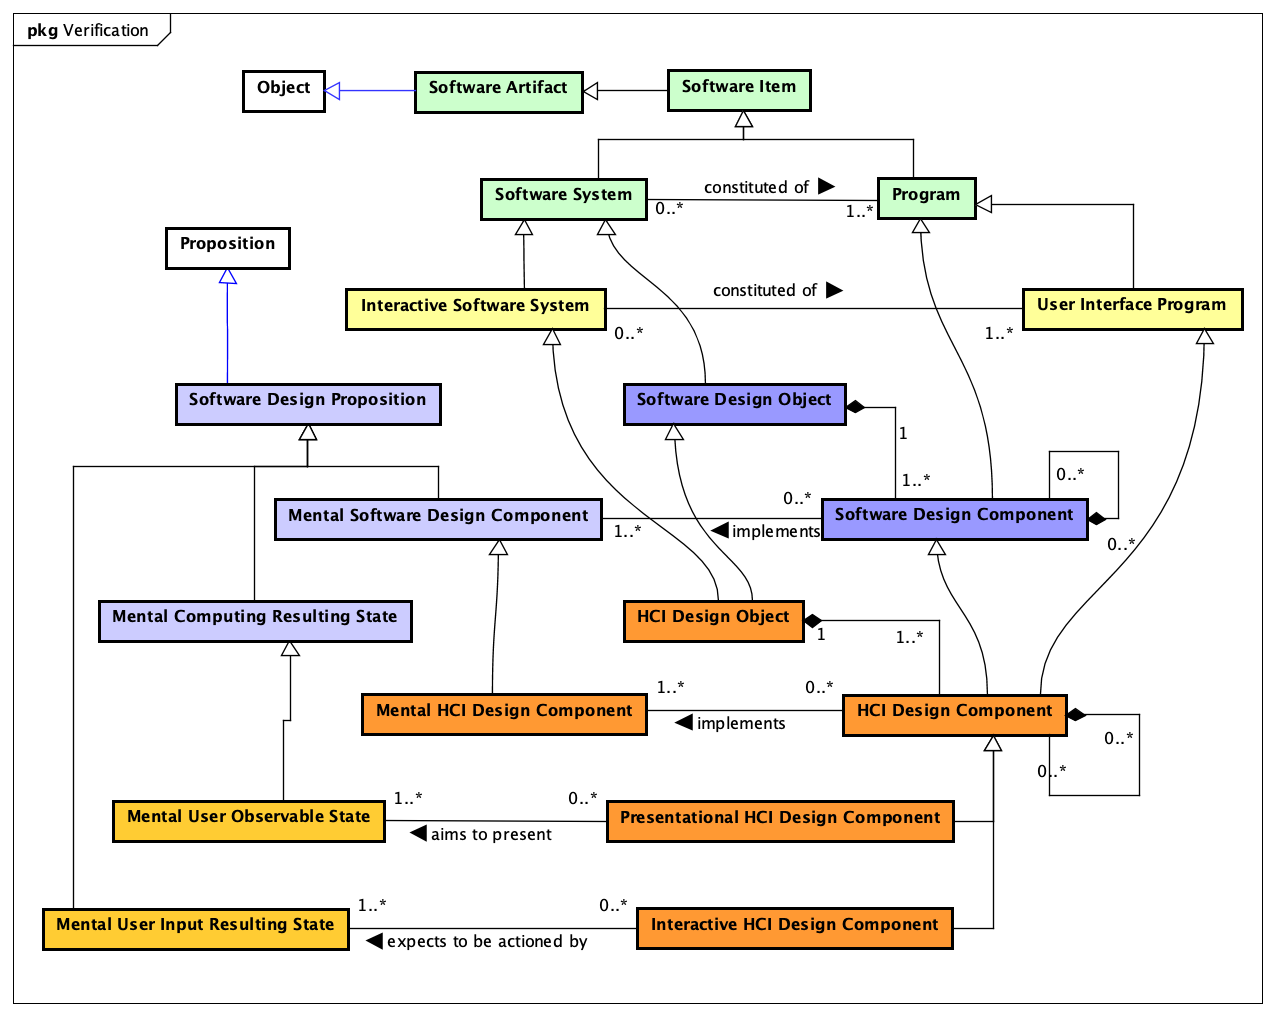 pkg Verification
Object
Software Artifact
Software Item
Software System
constituted of
0..*
1..*
Program
Proposition
Interactive Software System
constituted of
0..*
1..*
User Interface Program
Software Design Proposition
Software Design Object
1
1..*
0..*
Mental Software Design Component
1..*
0..*
implements
Software Design Component
0..*
Mental Computing Resulting State
HCI Design Object
1
1..*
Mental HCI Design Component
1..*
0..*
implements
HCI Design Component
0..*
0..*
Mental User Observable State
1..*
0..*
aims to present
Presentational HCI Design Component
Mental User Input Resulting State
1..*
0..*
expects to be actioned by
Interactive HCI Design Component